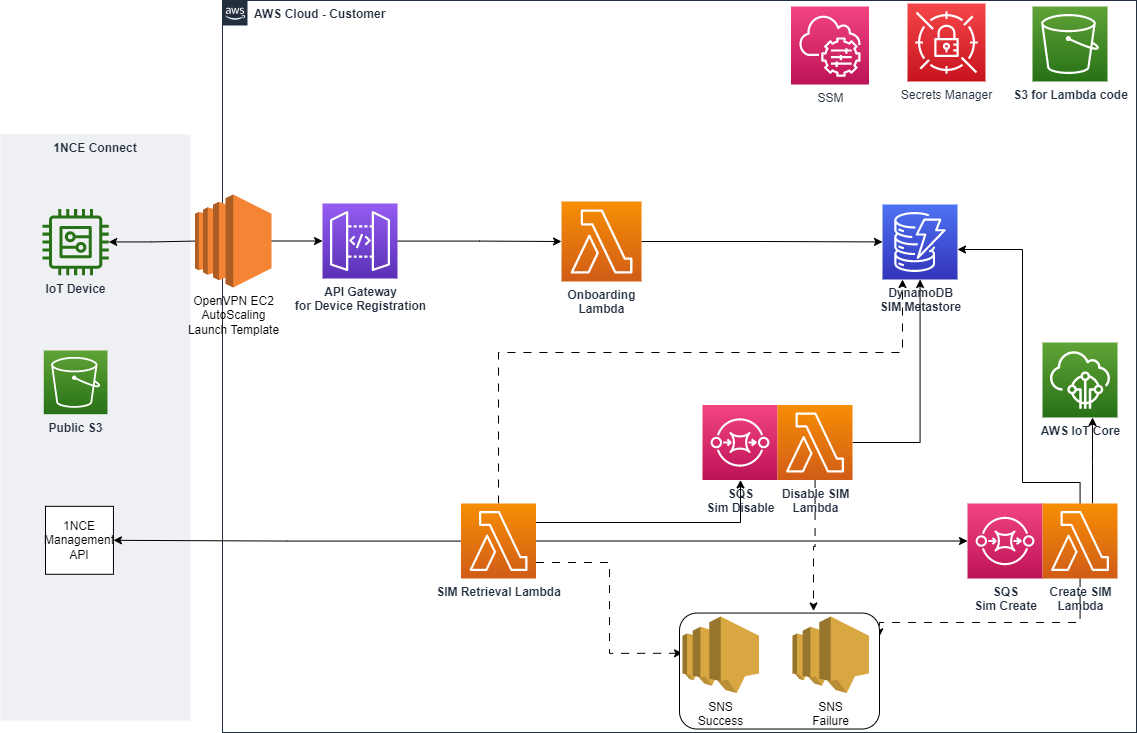 aws
AWS Cloud - Customer
SSM
Secrets Manager
S3 for Lambda code
1NCE Connect
IoT Device
OpenVPN EC2
AutoScaling
Launch Template
</>
API Gateway
for Device Registration
Onboarding
Lambda
DynamoDB
SIM Metastore
Public S3
AWS IoT Core
SQS
Sim Disable
Disable SIM
Lambda
1NCE
Management
API
SIM Retrieval Lambda
SQS
Sim Create
Create SIM
Lambda
SNS
Success
SNS
Failure